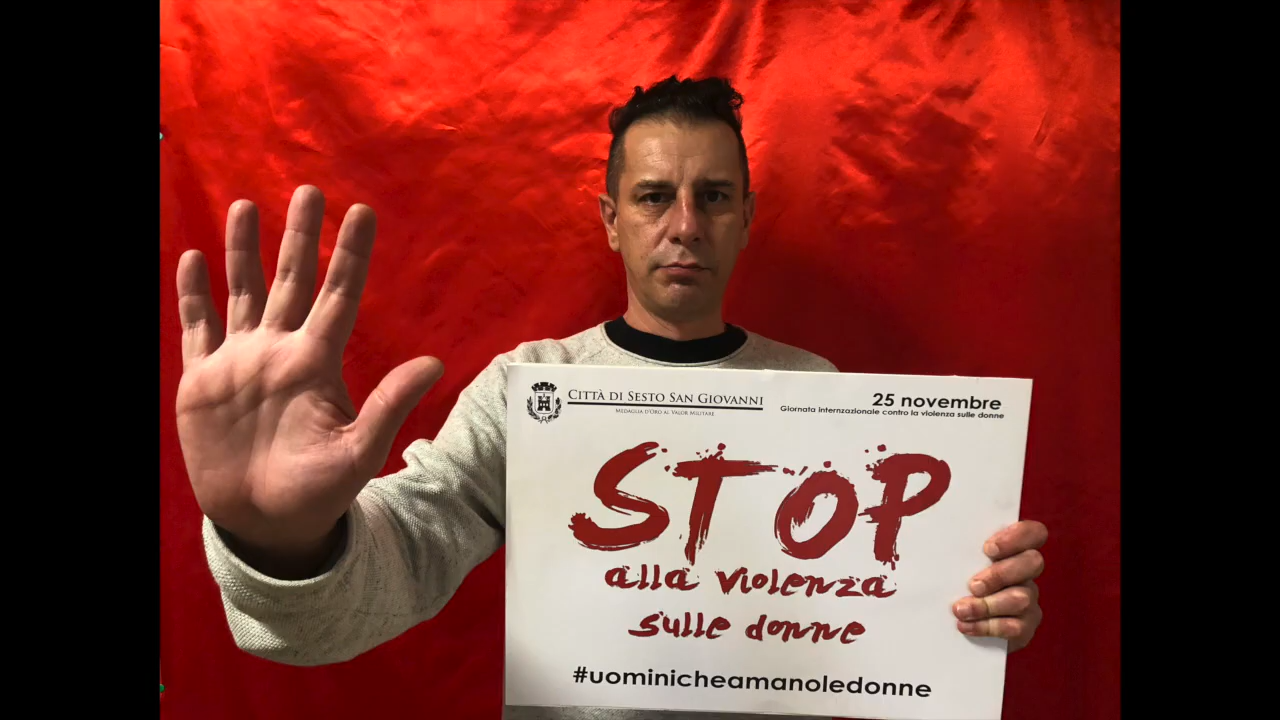 CITTÀ DI SESTO SAN GIOVANNI
MEDAGLIA D'ORO AL VALOR MILITARE
25 novembre
Giornata internzazionale contro la violenza sulle donne
STOP
alla violenza
sulle donne
#uominicheamanoledonne